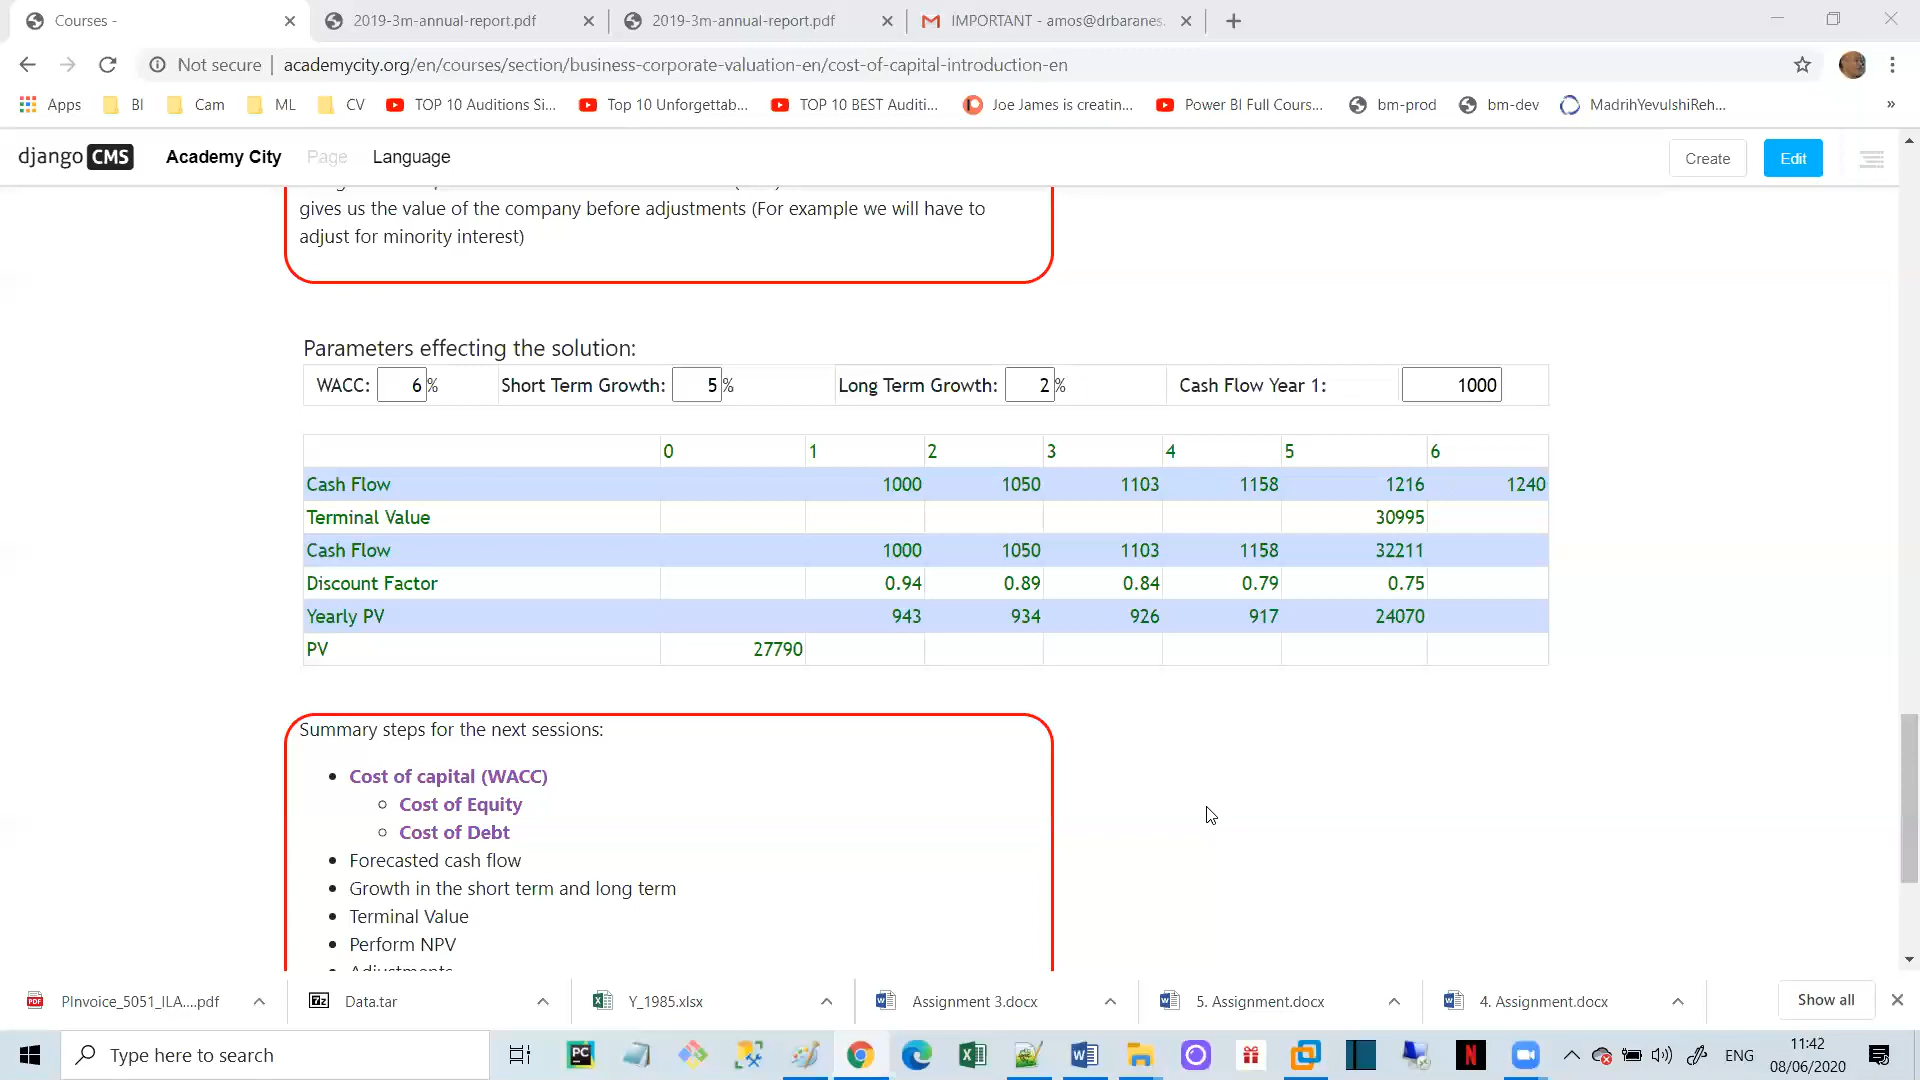 Courses -
2019-3m-annual-report.pdf
2019-3m-annual-report.pdf
IMPORTANT - amos@drbaranes.
Not secure
academycity.org/en/courses/section/business-corporate-valuation-en/cost-of-capital-introduction-en
Apps
BI
Cam
ML
CV
TOP 10 Auditions Si...
Top 10 Unforgettab...
TOP 10 BEST Auditi...
Joe James is creatin...
Power BI Full Cours...
bm-prod
bm-dev
MadrihYevulshiReh...
»
django CMS
Academy City
Page
Language
Create
Edit
gives us the value of the company before adjustments (For example we will have to
adjust for minority interest)
Parameters effecting the solution:
WACC: 6 % Short Term Growth: 5 % Long Term Growth: 2 % Cash Flow Year 1: 1000
0 1 2 3 4 5 6
Cash Flow 1000 1050 1103 1158 1216 1240
Terminal Value 30995
Cash Flow 1000 1050 1103 1158 32211
Discount Factor 0.94 0.89 0.84 0.79 0.75
Yearly PV 943 934 926 917 24070
PV 27790
Summary steps for the next sessions:
• Cost of capital (WACC)
○ Cost of Equity
○ Cost of Debt
• Forecasted cash flow
• Growth in the short term and long term
• Terminal Value
• Perform NPV
• Adjustments
PInvoice_5051_ILA....pdf
Data.tar
Y_1985.xlsx
Assignment 3.docx
5. Assignment.docx
4. Assignment.docx
Show all
Type here to search
ENG
11:42
08/06/2020